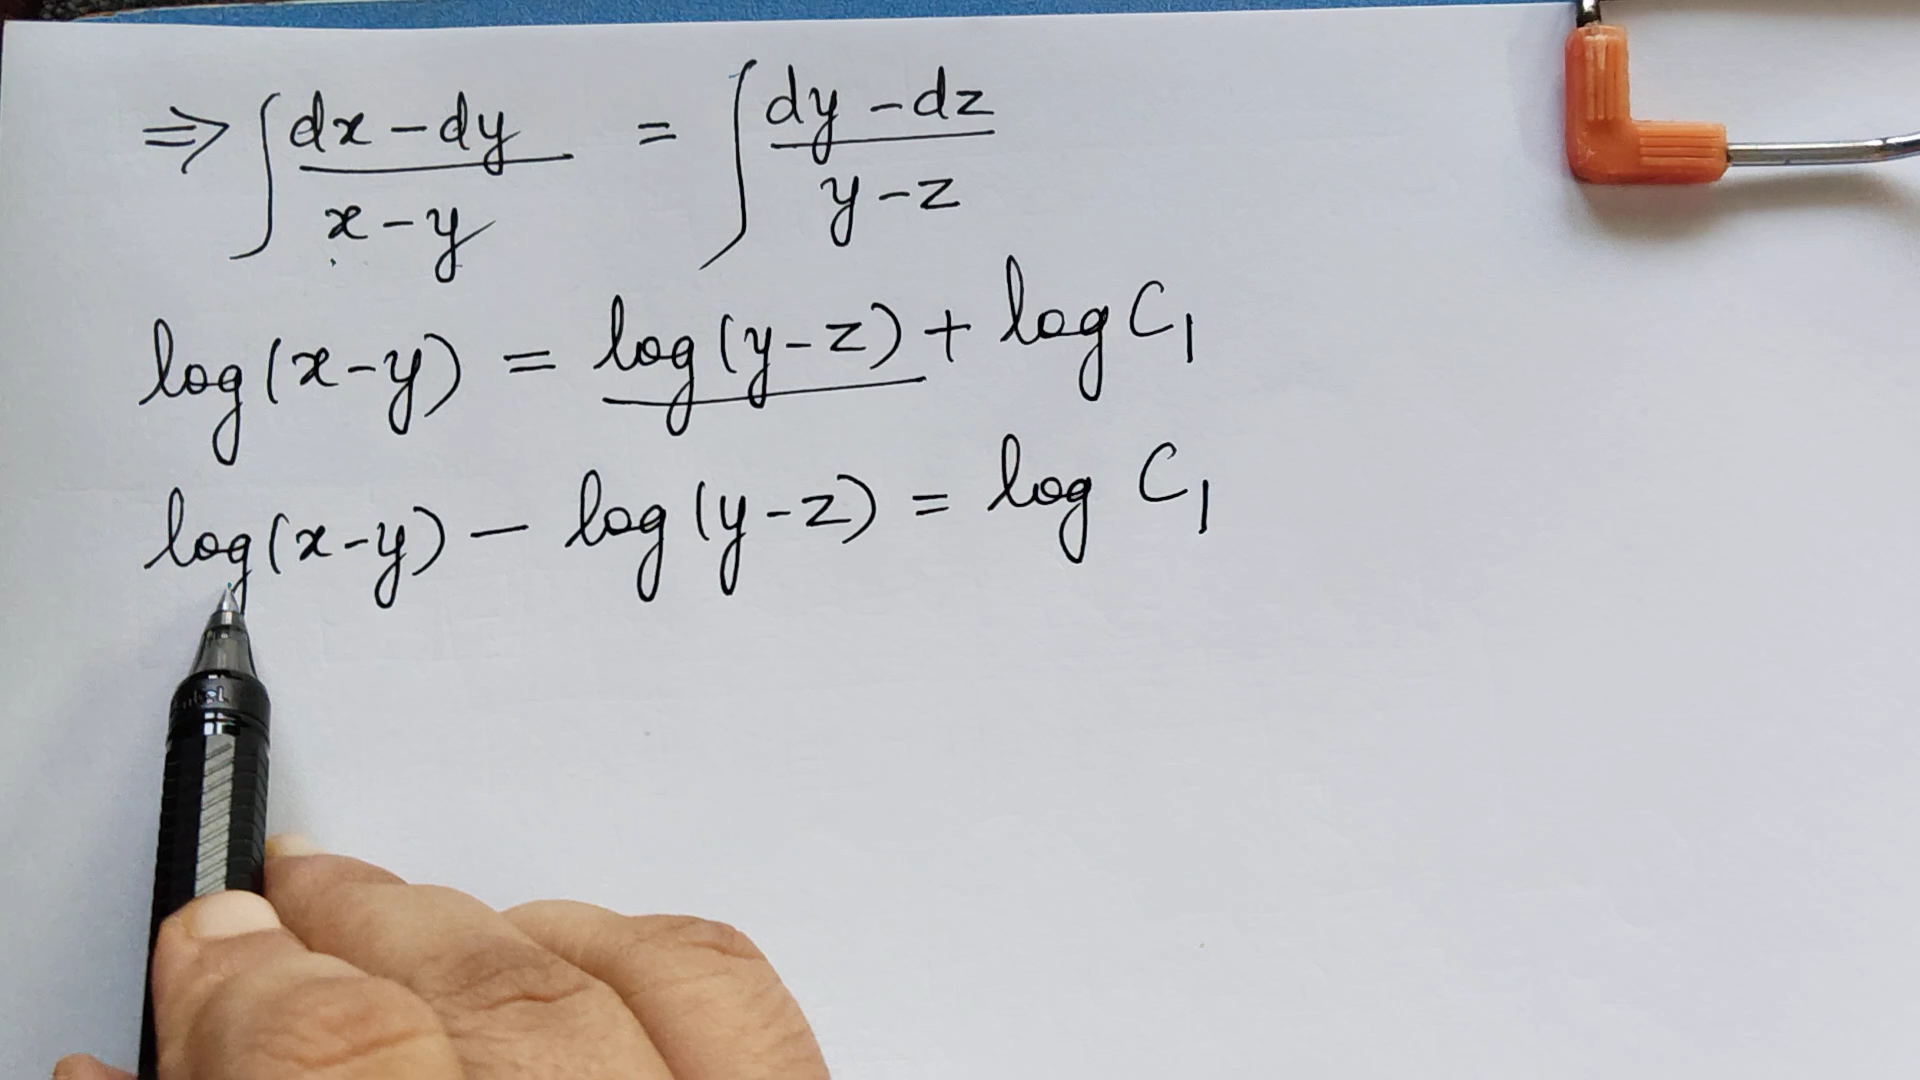 ⇒ ∫ dx - dy / x - y = ∫ dy - dz / y - z
log(x-y) = log(y-z) + log C₁
log(x-y) - log(y-z) = log C₁